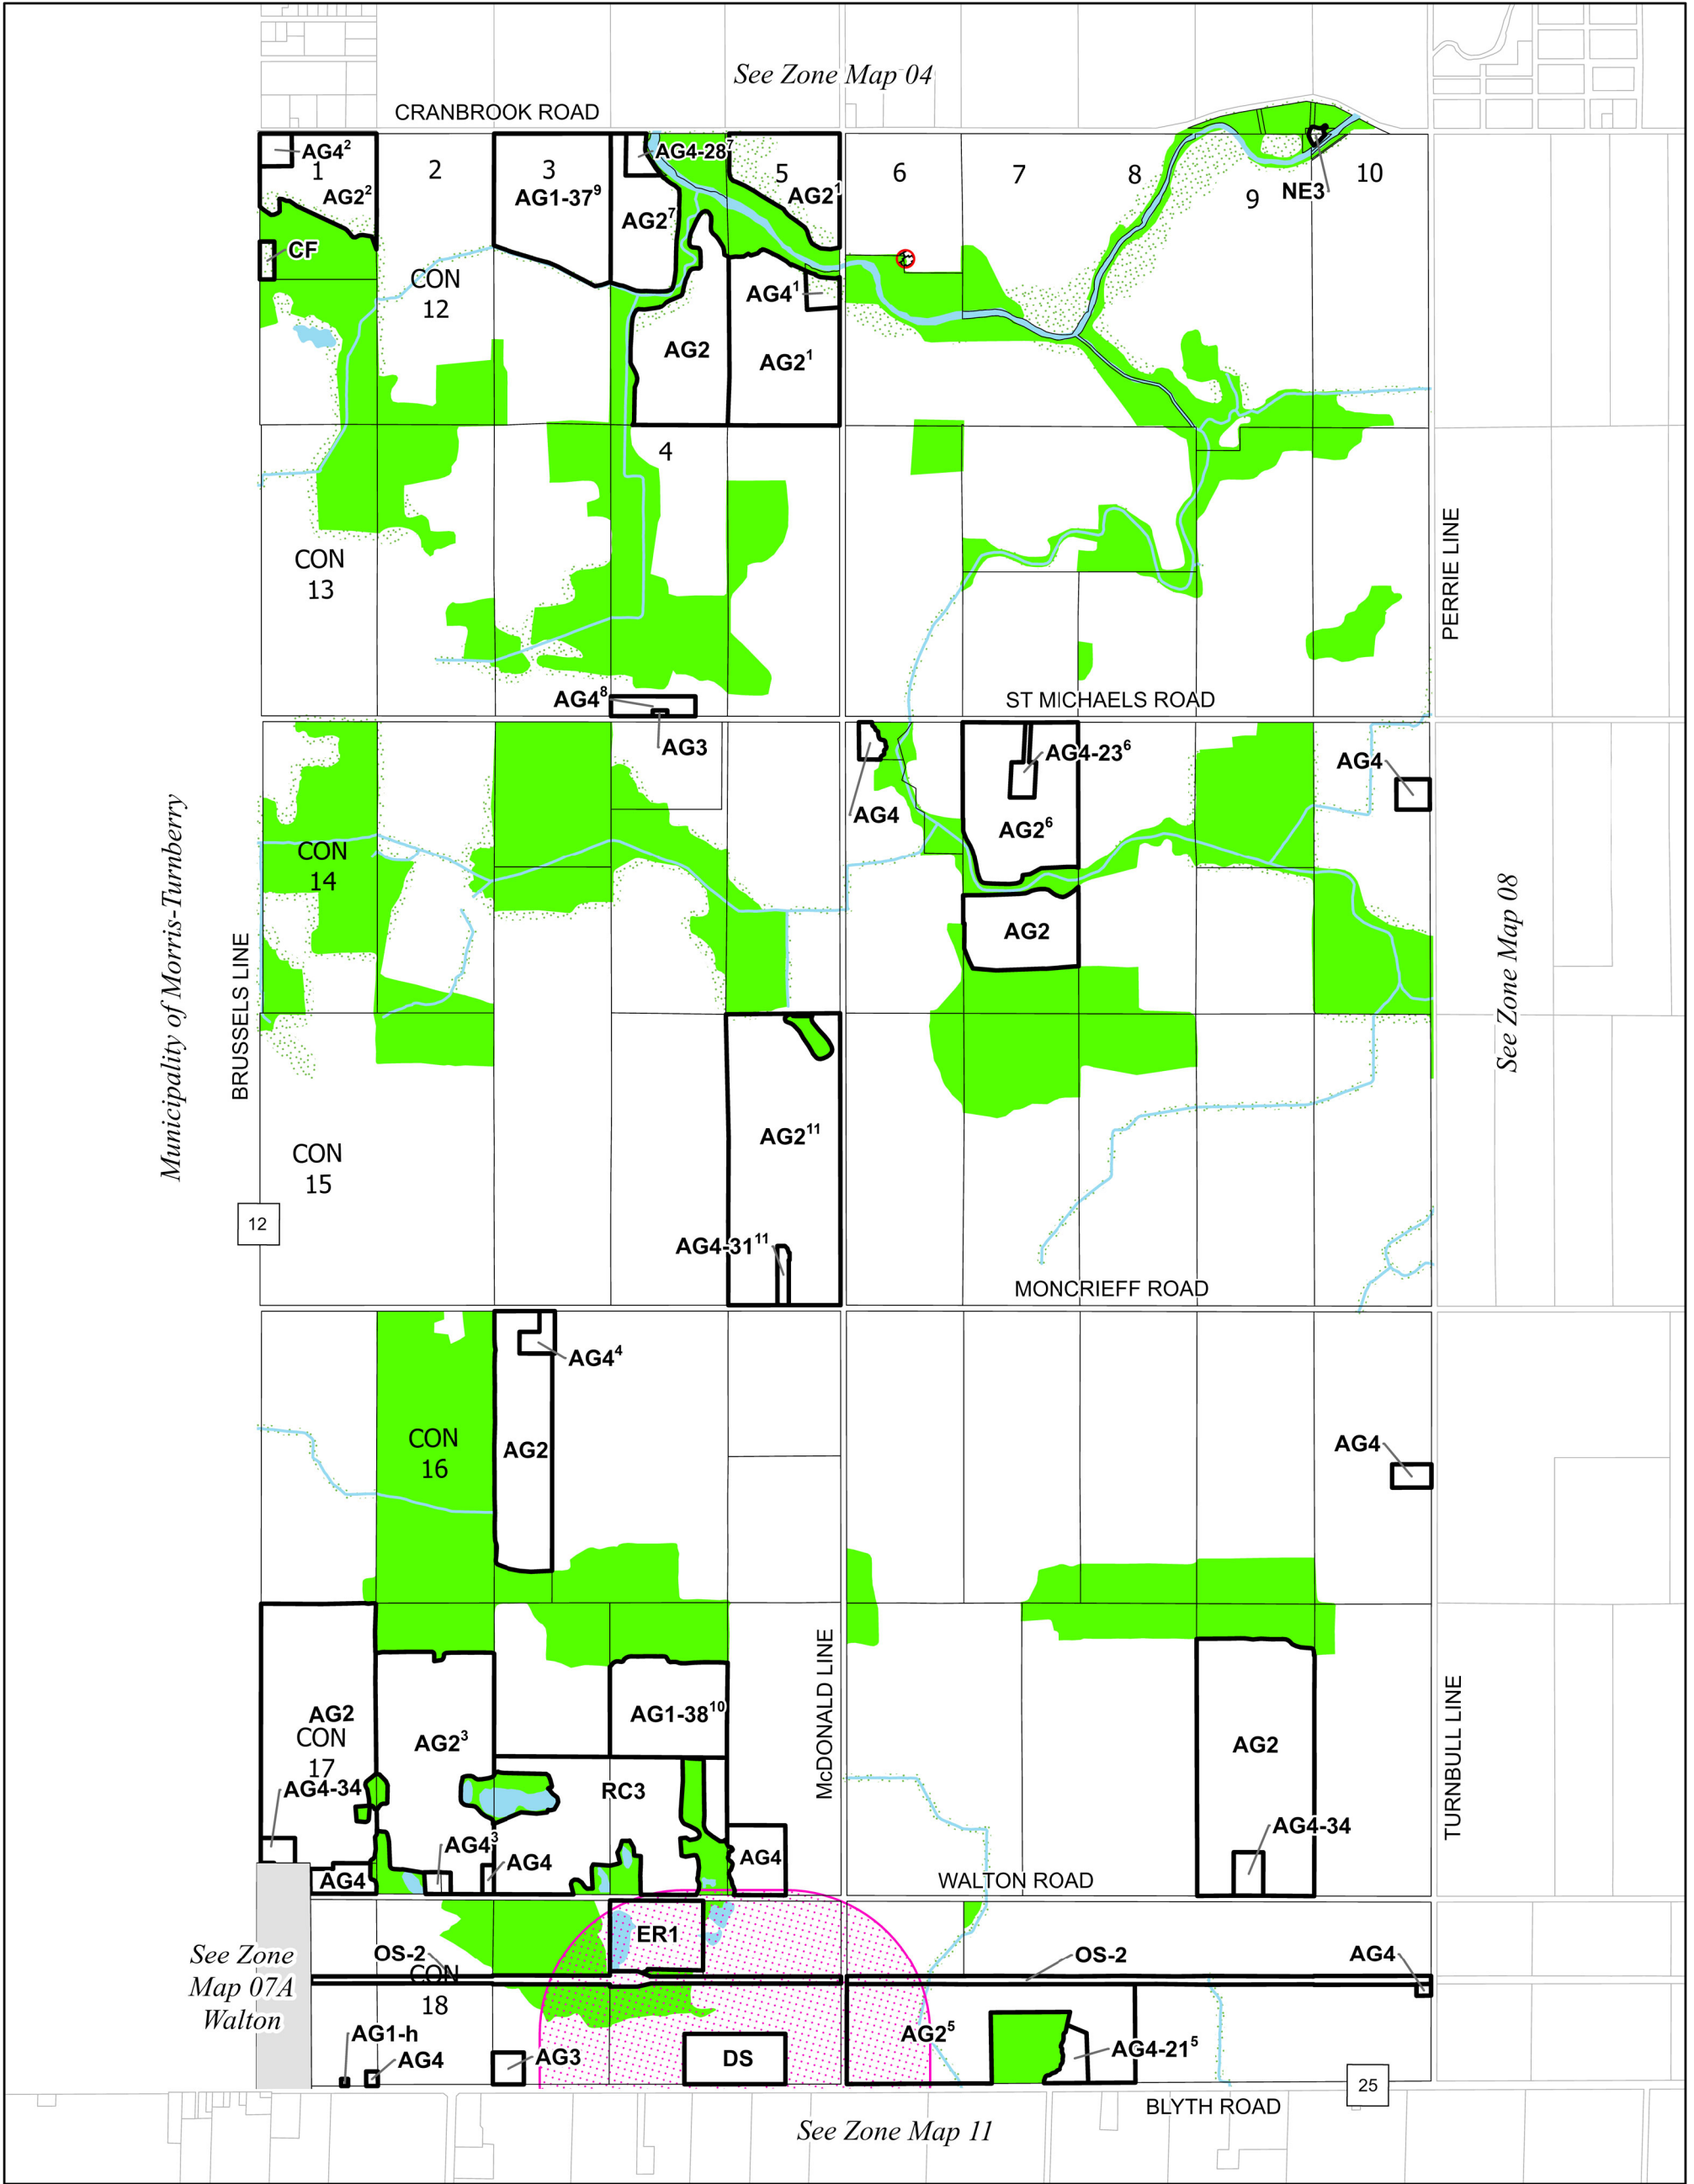 See Zone Map 04
CRANBROOK ROAD
AG4²
1
AG2²
2
3
AG1-37⁹
AG4-28⁷
AG2⁷
5
AG2¹
6
7
8
9
NE3
10
CF
CON
12
AG4¹
AG2
AG2¹
4
CON
13
PERRIE LINE
AG4⁸
AG3
ST MICHAELS ROAD
AG4
AG4-23⁶
AG2⁶
AG4
CON
14
AG2
Municipality of Morris-Turnberry
BRUSSELS LINE
See Zone Map 08
CON
15
AG2¹¹
12
AG4-31¹¹
MONCRIEFF ROAD
AG4⁴
CON
16
AG2
AG4
McDONALD LINE
TURNBULL LINE
AG2
CON
17
AG4-34
AG2³
AG1-38¹⁰
RC3
AG2
AG4-34
AG4³
AG4
AG4
AG4
WALTON ROAD
ER1
See Zone
Map 07A
Walton
OS-2
CON
18
OS-2
AG4
AG1-h
AG4
AG3
DS
AG2⁵
AG4-21⁵
25
BLYTH ROAD
See Zone Map 11